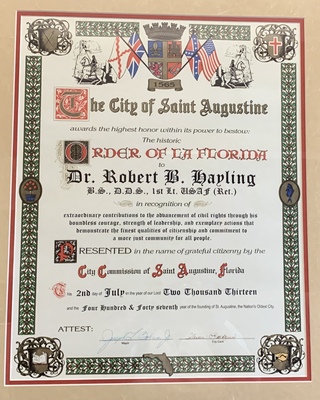 1565
The City of Saint Augustine
awards the highest honor within its power to bestow:
The historic
ORDER OF LA FLORIDA
to
Dr. Robert B. Hayling
B.S., D.D.S., 1st Lt. USAF (Ret.)
in recognition of
extraordinary contributions to the advancement of civil rights through his
boundless courage, strength of leadership, and exemplary actions that
demonstrate the finest qualities of citizenship and commitment to
a more just community for all people.
PRESENTED in the name of grateful citizenry by the
City Commission of Saint Augustine, Florida
This 2nd day of July in the year of our Lord Two Thousand Thirteen
and the Four Hundred & Forty seventh year of the founding of St. Augustine, the Nation's Oldest City.
ATTEST:
Mayor
City Clerk